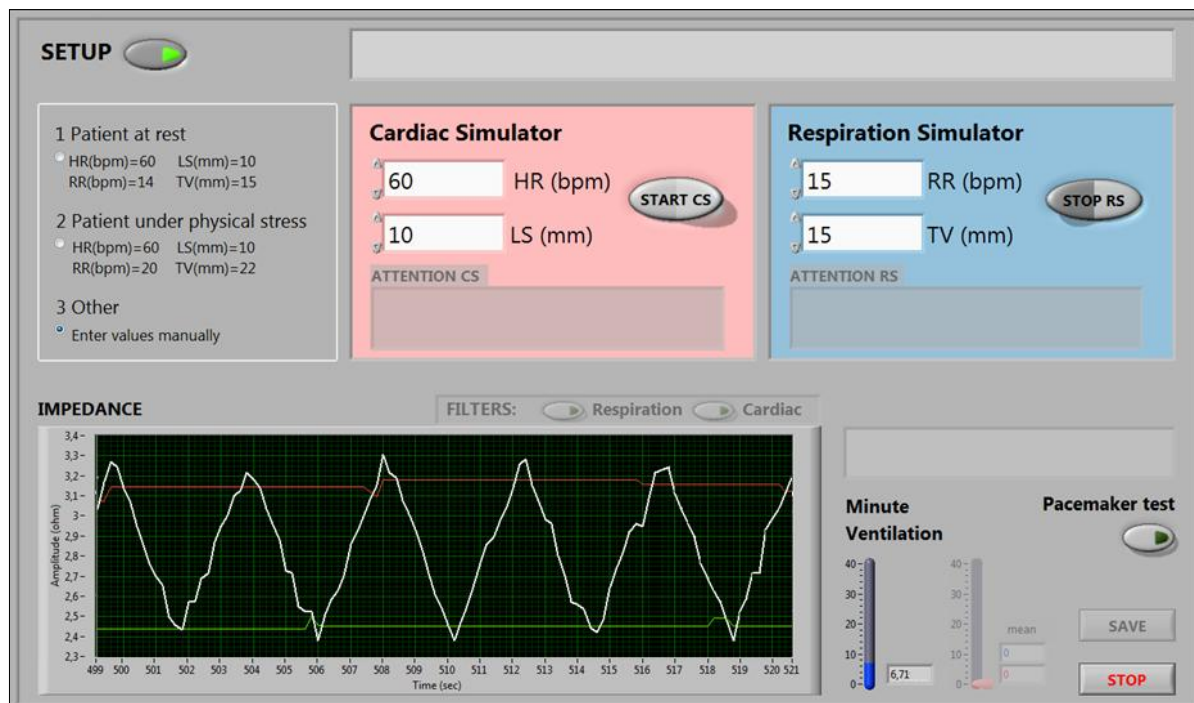 SETUP
1 Patient at rest
HR(bpm)=60 LS(mm)=10
RR(bpm)=14 TV(mm)=15
2 Patient under physical stress
HR(bpm)=60 LS(mm)=10
RR(bpm)=20 TV(mm)=22
3 Other
Enter values manually
Cardiac Simulator
60 HR (bpm)
START CS
10 LS (mm)
ATTENTION CS
Respiration Simulator
15 RR (bpm)
STOP RS
15 TV (mm)
ATTENTION RS
IMPEDANCE
FILTERS: Respiration Cardiac
Amplitude (ohm)
3,4-
3,3-
3,2-
3,1-
3-
2,9-
2,8-
2,7-
2,6-
2,5-
2,4-
2,3-
499 500 501 502 503 504 505 506 507 508 509 510 511 512 513 514 515 516 517 518 519 520 521
Time (sec)
Minute
Ventilation
40-
30-
20-
10-
0-
6,71
40-
30-
20-
10-
0-
mean
0
0
Pacemaker test
SAVE
STOP